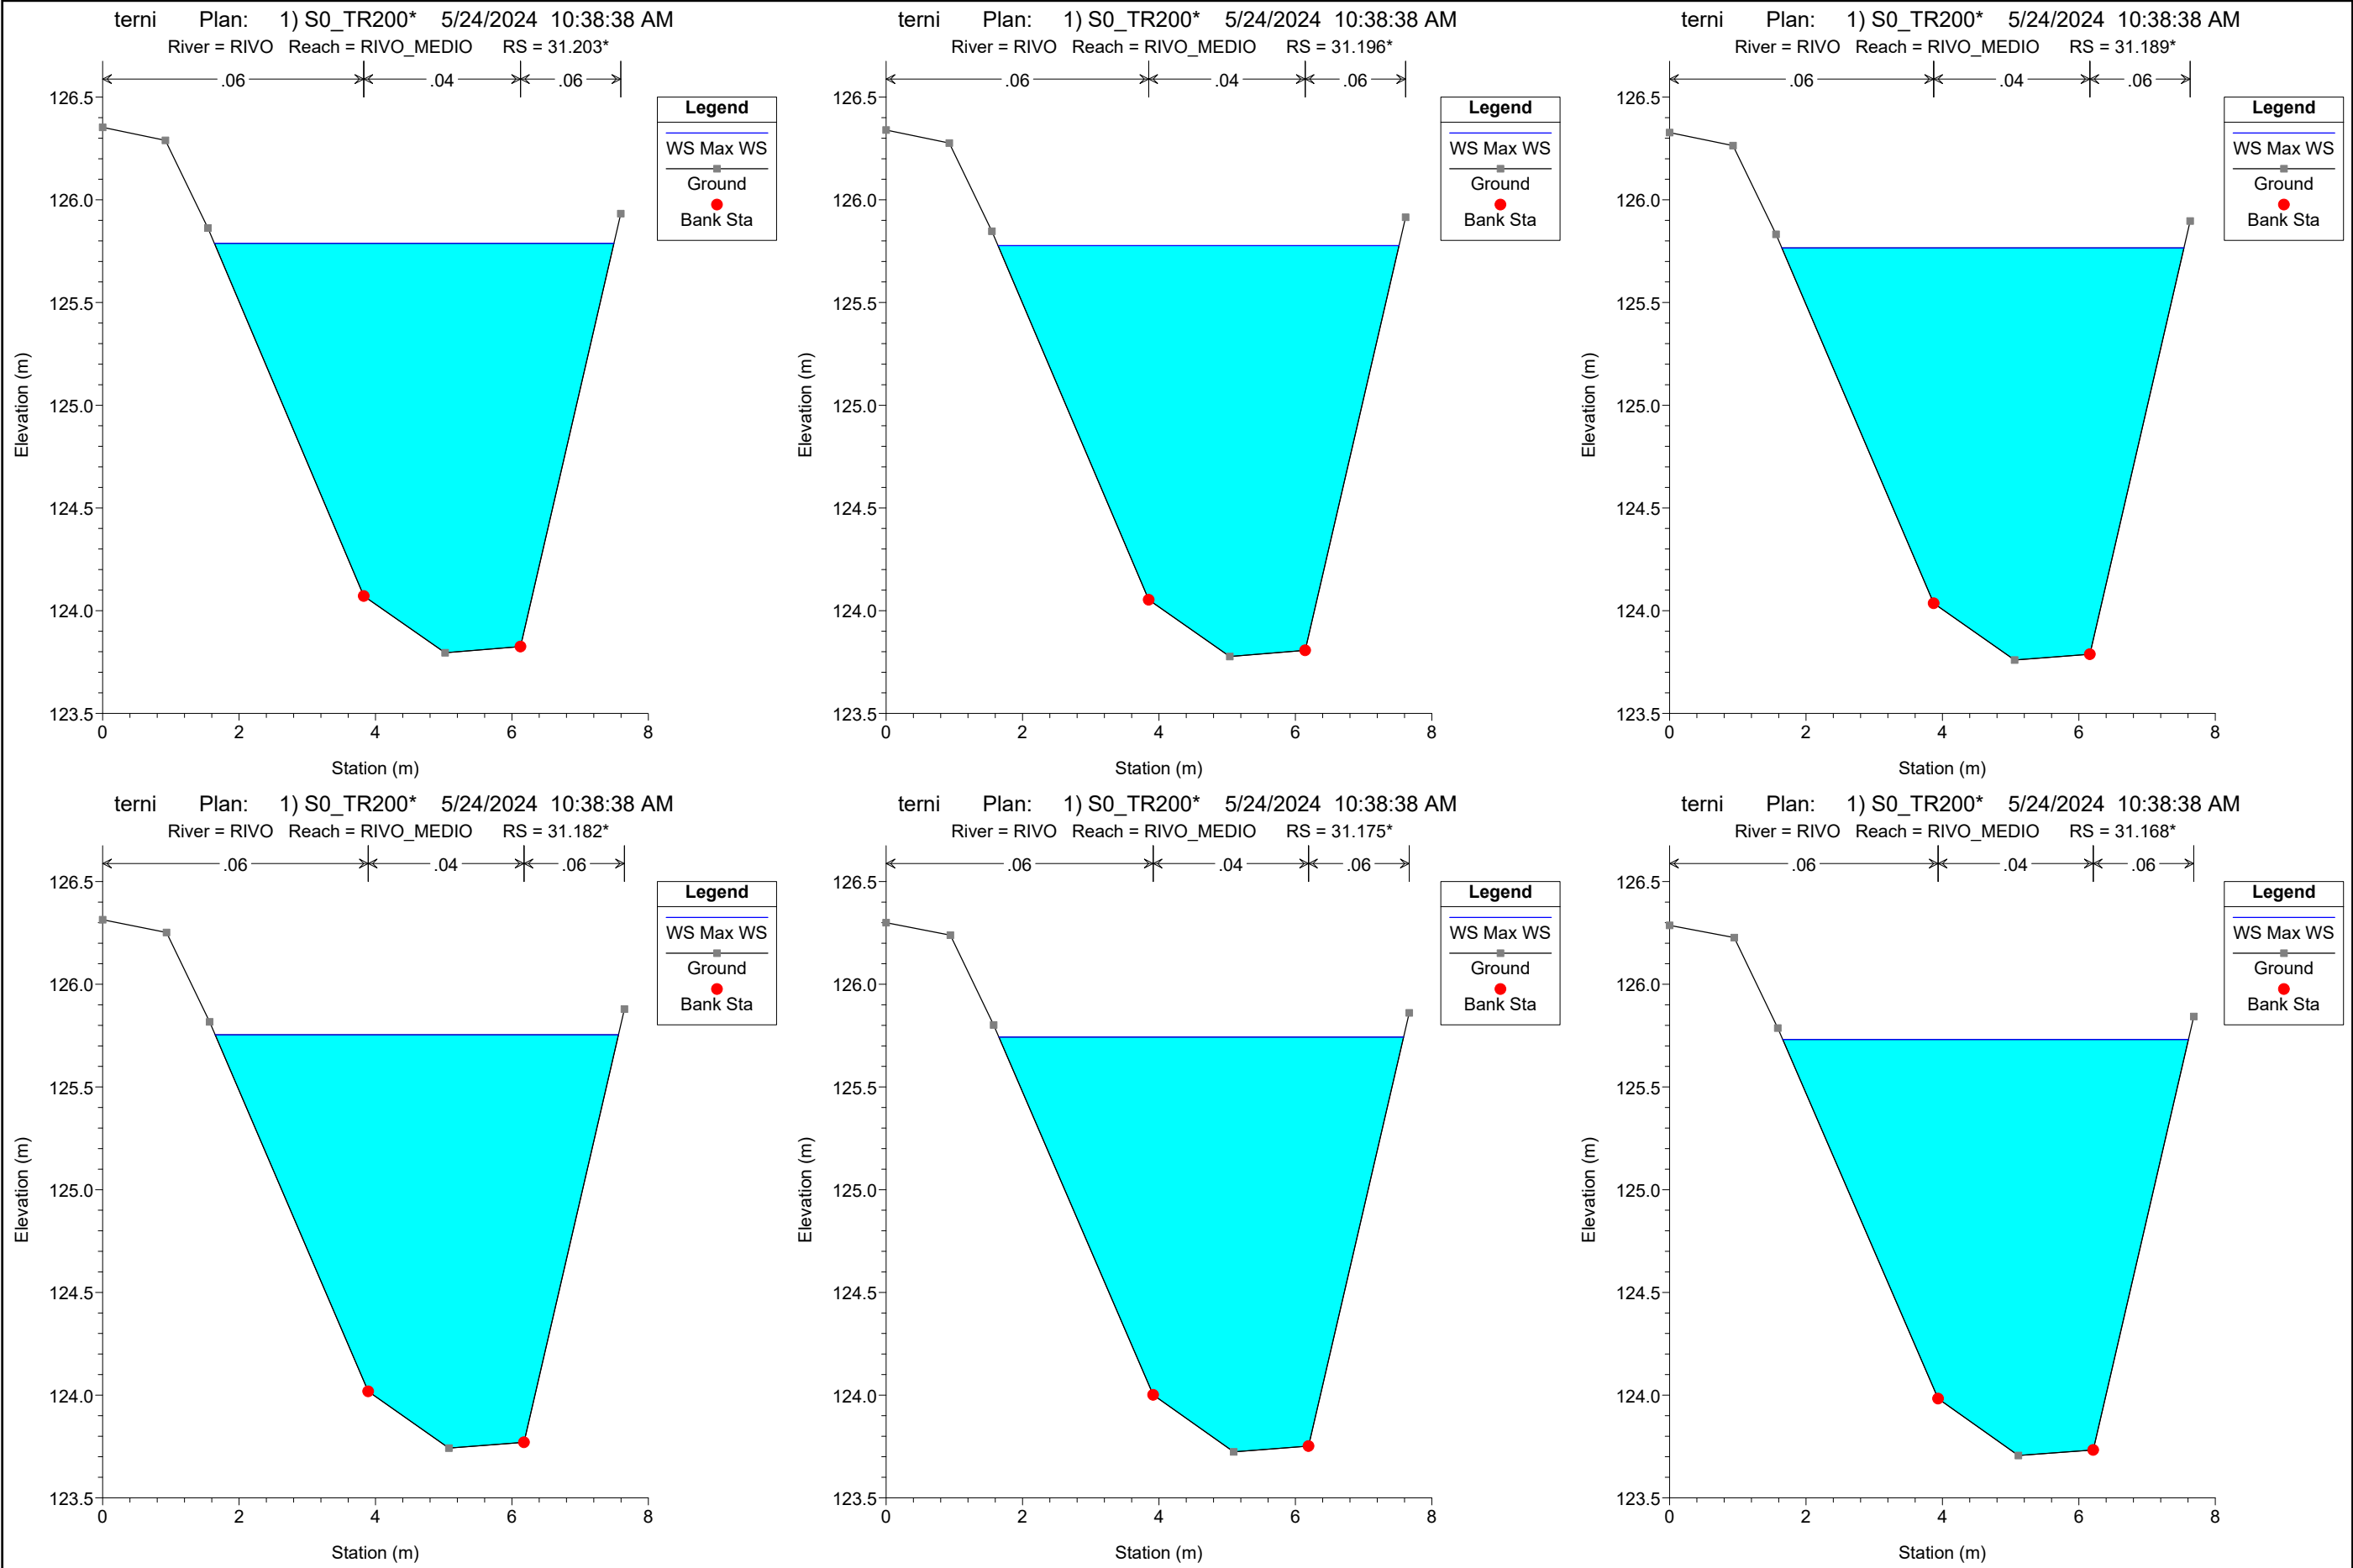 terni Plan: 1) S0_TR200* 5/24/2024 10:38:38 AM
River = RIVO Reach = RIVO_MEDIO RS = 31.203*
.06 .04 .06
126.5
126.0
125.5
125.0
124.5
124.0
123.5
0 2 4 6 8
Elevation (m)
Station (m)
Legend
WS Max WS
Ground
Bank Sta
terni Plan: 1) S0_TR200* 5/24/2024 10:38:38 AM
River = RIVO Reach = RIVO_MEDIO RS = 31.196*
.06 .04 .06
126.5
126.0
125.5
125.0
124.5
124.0
123.5
0 2 4 6 8
Elevation (m)
Station (m)
Legend
WS Max WS
Ground
Bank Sta
terni Plan: 1) S0_TR200* 5/24/2024 10:38:38 AM
River = RIVO Reach = RIVO_MEDIO RS = 31.189*
.06 .04 .06
126.5
126.0
125.5
125.0
124.5
124.0
123.5
0 2 4 6 8
Elevation (m)
Station (m)
Legend
WS Max WS
Ground
Bank Sta
terni Plan: 1) S0_TR200* 5/24/2024 10:38:38 AM
River = RIVO Reach = RIVO_MEDIO RS = 31.182*
.06 .04 .06
126.5
126.0
125.5
125.0
124.5
124.0
123.5
0 2 4 6 8
Elevation (m)
Station (m)
Legend
WS Max WS
Ground
Bank Sta
terni Plan: 1) S0_TR200* 5/24/2024 10:38:38 AM
River = RIVO Reach = RIVO_MEDIO RS = 31.175*
.06 .04 .06
126.5
126.0
125.5
125.0
124.5
124.0
123.5
0 2 4 6 8
Elevation (m)
Station (m)
Legend
WS Max WS
Ground
Bank Sta
terni Plan: 1) S0_TR200* 5/24/2024 10:38:38 AM
River = RIVO Reach = RIVO_MEDIO RS = 31.168*
.06 .04 .06
126.5
126.0
125.5
125.0
124.5
124.0
123.5
0 2 4 6 8
Elevation (m)
Station (m)
Legend
WS Max WS
Ground
Bank Sta